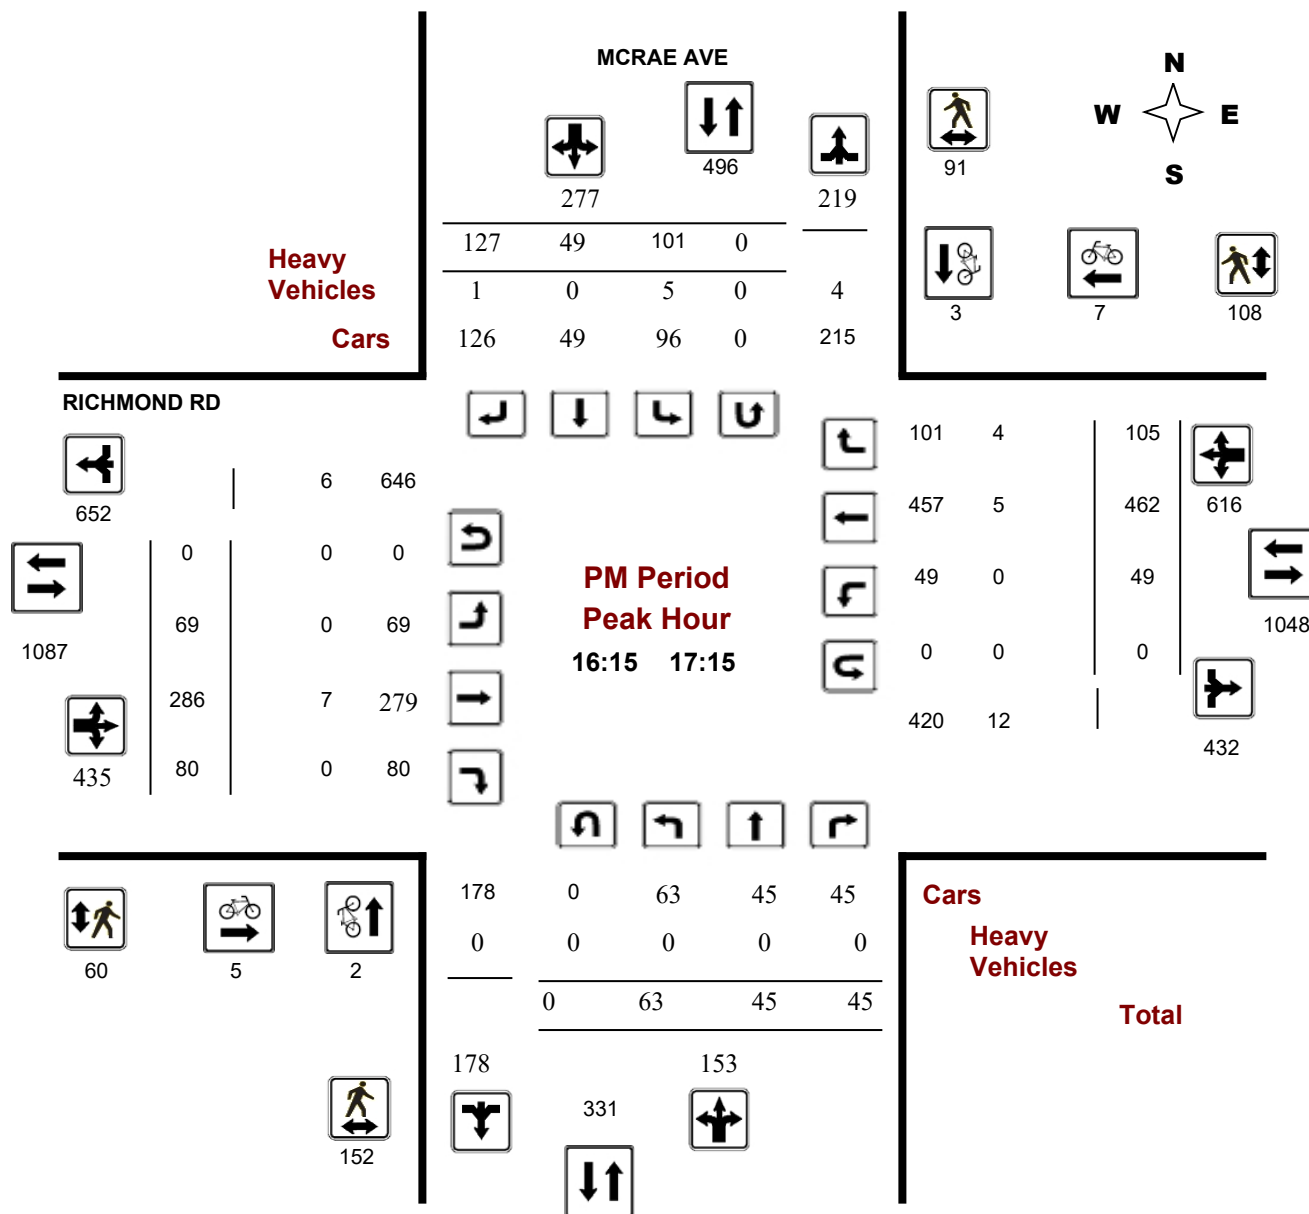 MCRAE AVE
N
W E
S
496
91
277 219
127 49 101 0
Heavy
Vehicles
1 0 5 0 4
Cars
126 49 96 0 215
3 7 108
RICHMOND RD
101 4 105
6 646
652
457 5 462 616
0 0 0
PM Period
49 0 49
Peak Hour
69 0 69
1087
1048
16:15 17:15
0 0 0
286 7 279
420 12
432
435 80 0 80
178 0 63 45 45
Cars
0 0 0 0 0
Heavy
Vehicles
60 5 2
0 63 45 45
Total
178 153
331
152